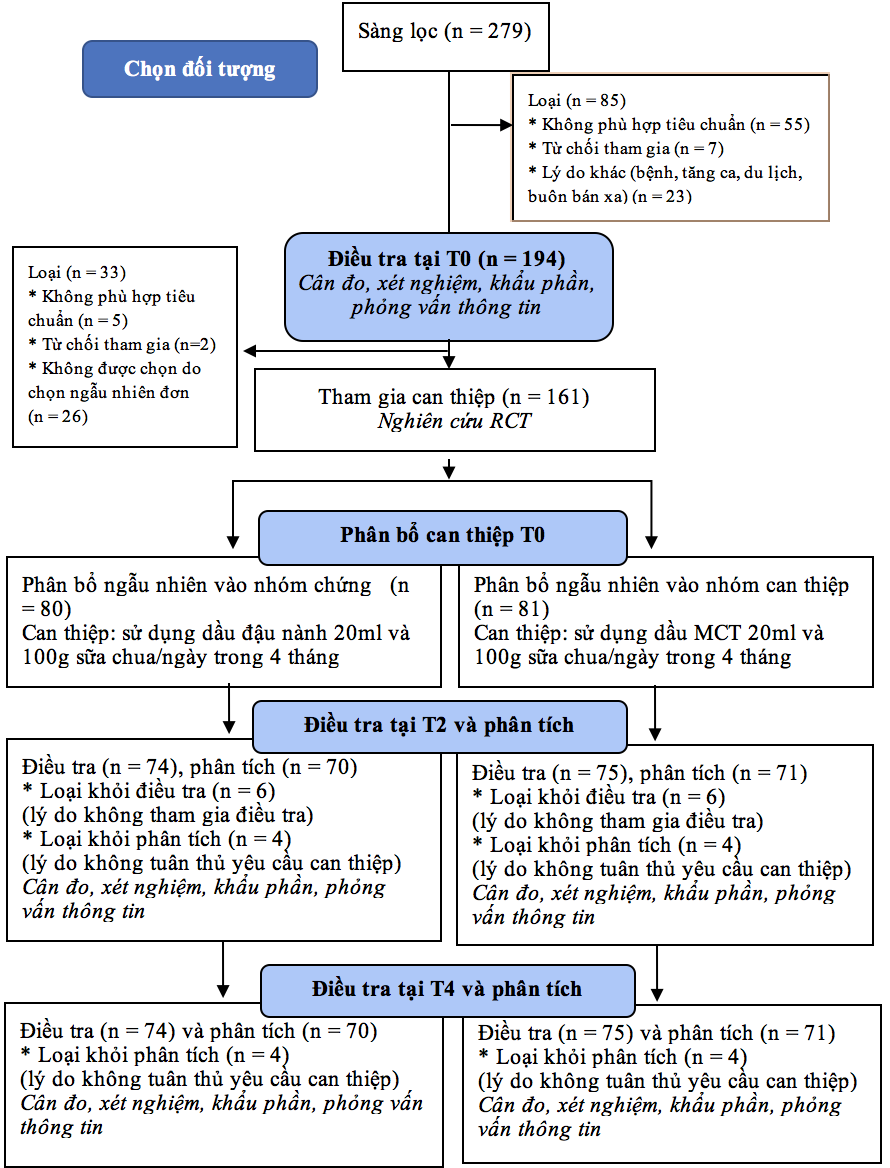 Sàng lọc (n = 279)
Chọn đối tượng
Loại (n = 85)
* Không phù hợp tiêu chuẩn (n = 55)
* Từ chối tham gia (n = 7)
* Lý do khác (bệnh, tăng ca, du lịch,
buôn bán xa) (n = 23)
Điều tra tại T0 (n = 194)
Cân đo, xét nghiệm, khẩu phần,
phỏng vấn thông tin
Loại (n = 33)
* Không phù hợp tiêu
chuẩn (n = 5)
* Từ chối tham gia (n=2)
* Không được chọn do
chọn ngẫu nhiên đơn
(n = 26)
Tham gia can thiệp (n = 161)
Nghiên cứu RCT
Phân bổ can thiệp T0
Phân bổ ngẫu nhiên vào nhóm chứng (n
= 80)
Can thiệp: sử dụng dầu đậu nành 20ml và
100g sữa chua/ngày trong 4 tháng
Phân bổ ngẫu nhiên vào nhóm can thiệp
(n = 81)
Can thiệp: sử dụng dầu MCT 20ml và
100g sữa chua/ngày trong 4 tháng
Điều tra tại T2 và phân tích
Điều tra (n = 74), phân tích (n = 70)
* Loại khỏi điều tra (n = 6)
(lý do không tham gia điều tra)
* Loại khỏi phân tích (n = 4)
(lý do không tuân thủ yêu cầu can thiệp)
Cân đo, xét nghiệm, khẩu phần, phỏng
vấn thông tin
Điều tra (n = 75), phân tích (n = 71)
* Loại khỏi điều tra (n = 6)
(lý do không tham gia điều tra)
* Loại khỏi phân tích (n = 4)
(lý do không tuân thủ yêu cầu can thiệp)
Cân đo, xét nghiệm, khẩu phần, phỏng
vấn thông tin
Điều tra tại T4 và phân tích
Điều tra (n = 74) và phân tích (n = 70)
* Loại khỏi phân tích (n = 4)
(lý do không tuân thủ yêu cầu can thiệp)
Cân đo, xét nghiệm, khẩu phần, phỏng vấn
thông tin
Điều tra (n = 75) và phân tích (n = 71)
* Loại khỏi phân tích (n = 4)
(lý do không tuân thủ yêu cầu can thiệp)
Cân đo, xét nghiệm, khẩu phần, phỏng
vấn thông tin